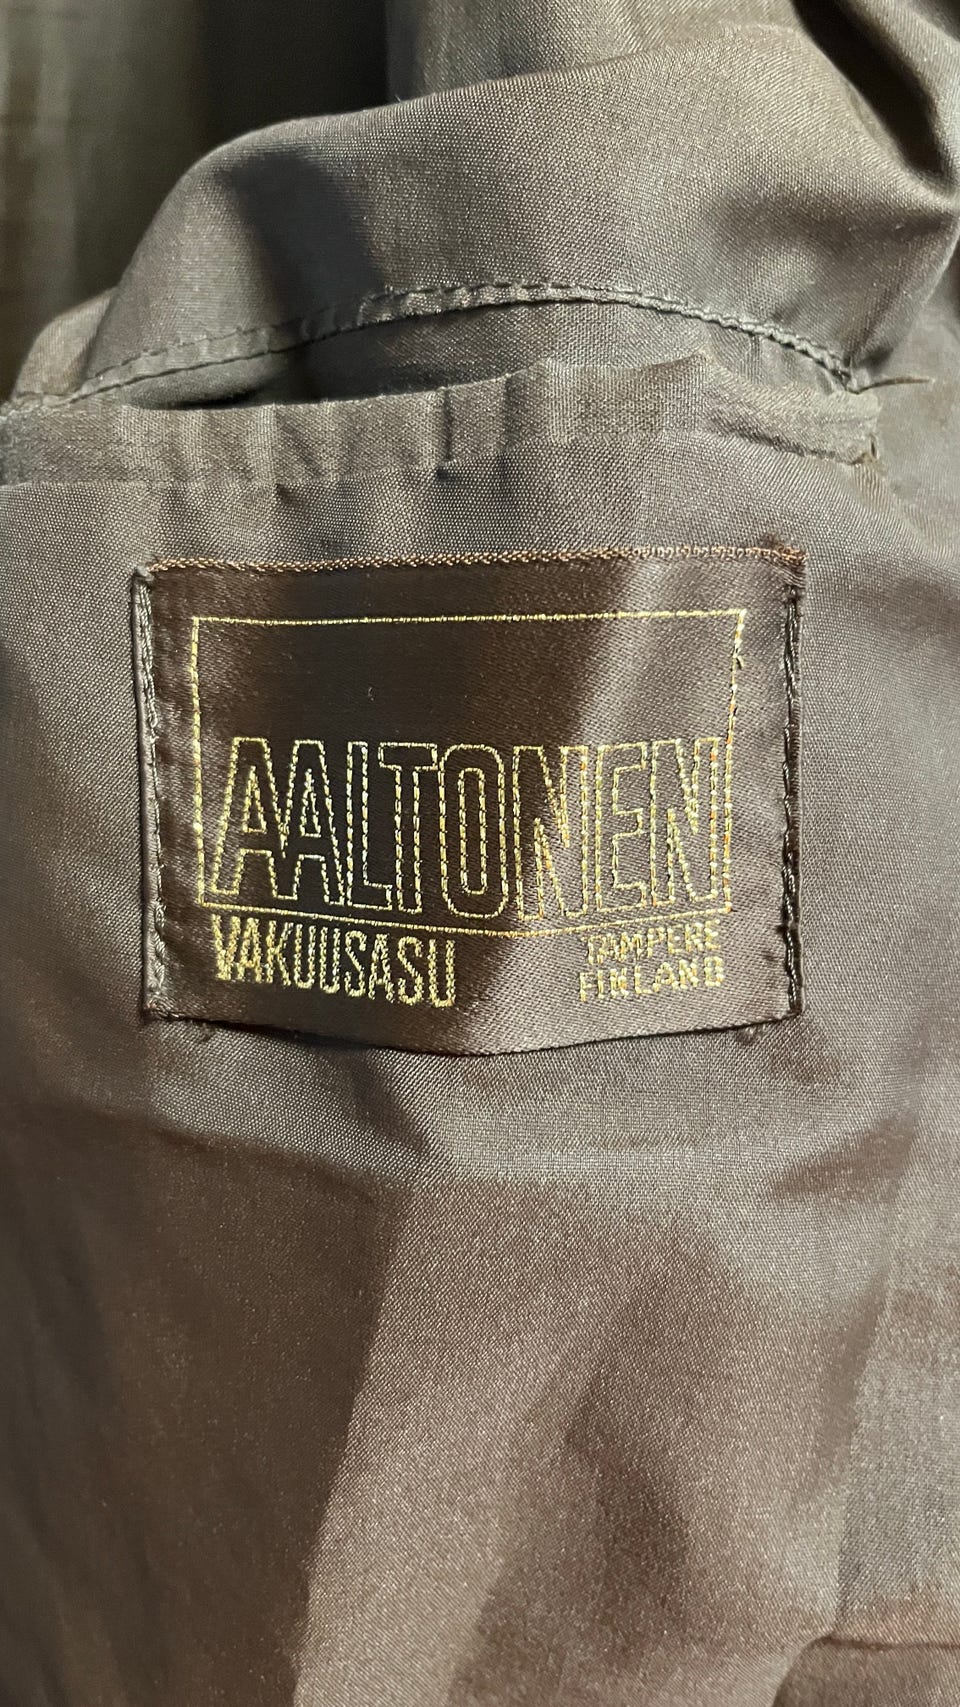 AALTONEN
VAKUUSASU
TAMPERE
FINLAND